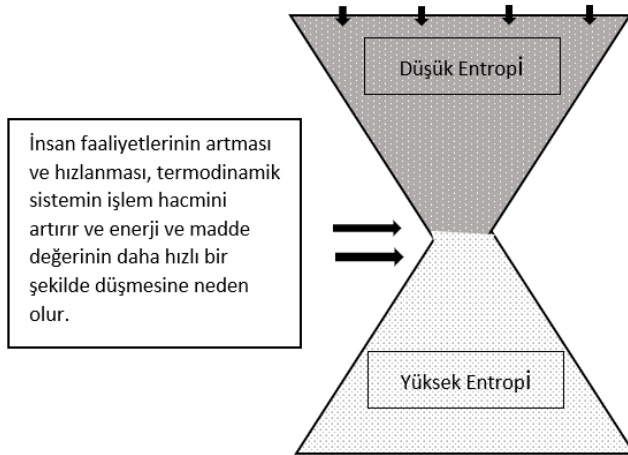 Düşük Entropİ
İnsan faaliyetlerinin artması
ve hızlanması, termodinamik
sistemin işlem hacmini
artırır ve enerji ve madde
değerinin daha hızlı bir
şekilde düşmesine neden
olur.
Yüksek Entropİ